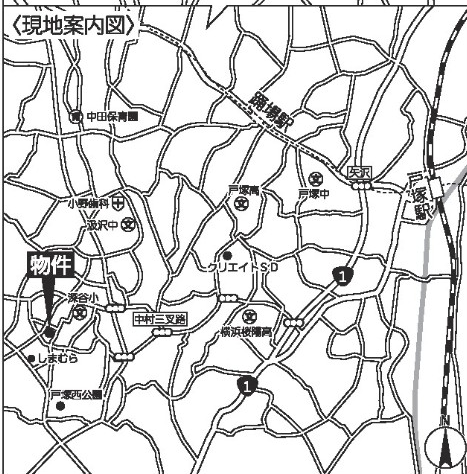 〈現地案内図〉
踊場駅
中田保育園
矢沢
戸塚駅
戸塚中
戸塚高
小野歯科
汲沢中
クリエイトSD
物件
1
深谷小
中村三叉路
横浜桜陽高
しまむら
1
戸塚西公園
N